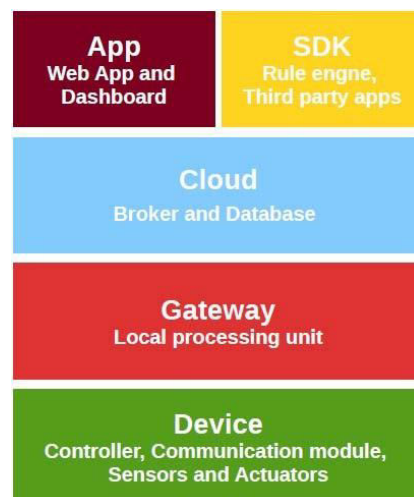 App
Web App and
Dashboard
SDK
Rule engne,
Third party apps
Cloud
Broker and Database
Gateway
Local processing unit
Device
Controller, Communication module,
Sensors and Actuators